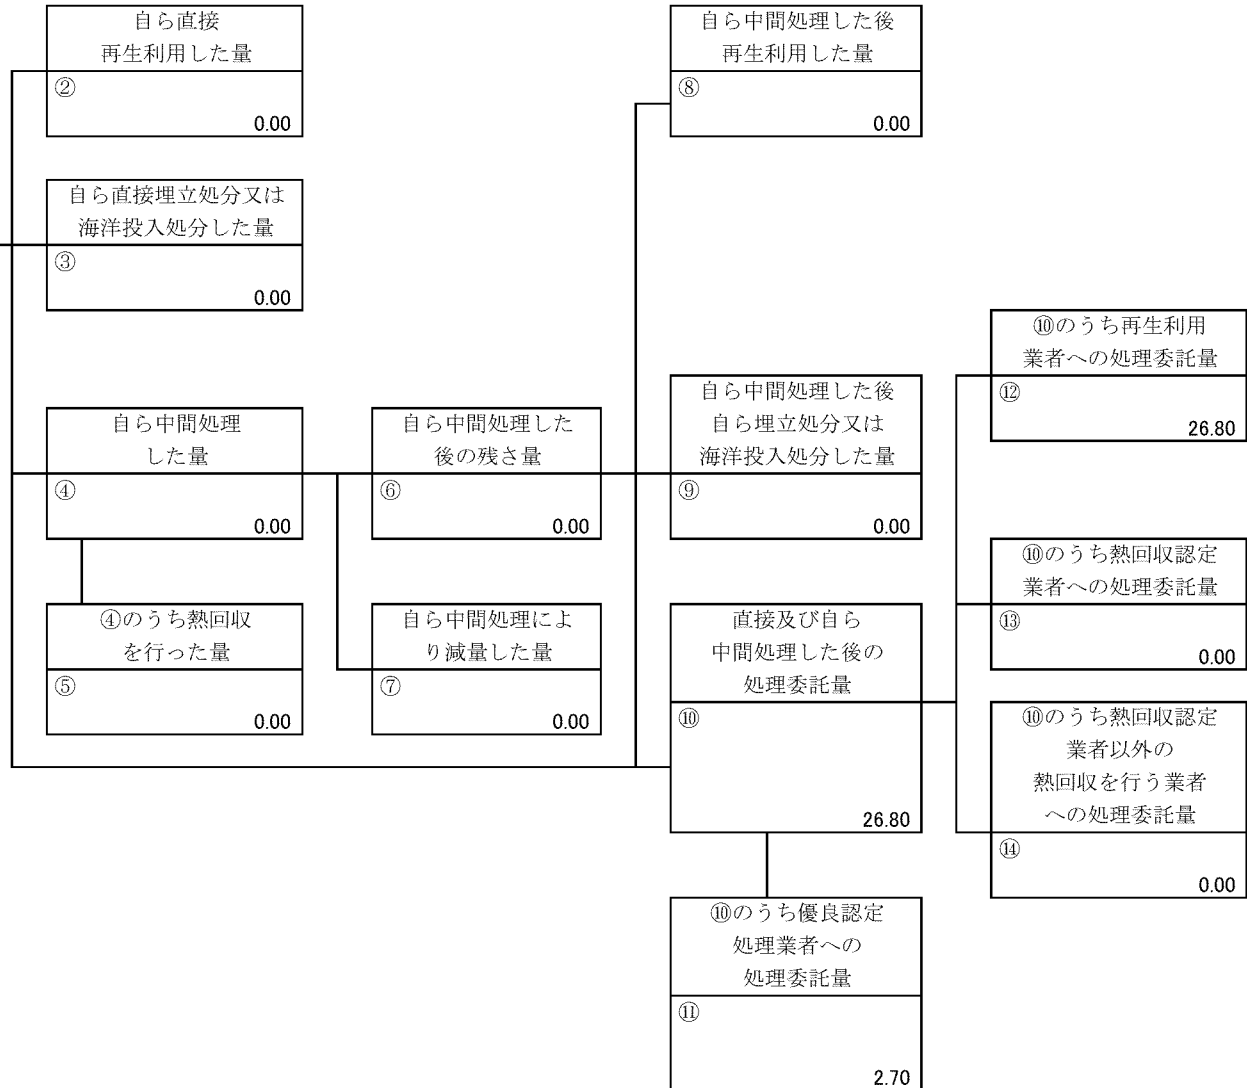 自ら直接
再生利用した量
②
0.00
自ら中間処理した後
再生利用した量
⑧
0.00
自ら直接埋立処分又は
海洋投入処分した量
③
0.00
⑩のうち再生利用
業者への処理委託量
⑫
26.80
自ら中間処理
した量
④
0.00
自ら中間処理した
後の残さ量
⑥
0.00
自ら中間処理した後
自ら埋立処分又は
海洋投入処分した量
⑨
0.00
⑩のうち熱回収認定
業者への処理委託量
⑬
0.00
④のうち熱回収
を行った量
⑤
0.00
自ら中間処理によ
り減量した量
⑦
0.00
直接及び自ら
中間処理した後の
処理委託量
⑩
26.80
⑩のうち熱回収認定
業者以外の
熱回収を行う業者
への処理委託量
⑭
0.00
⑩のうち優良認定
処理業者への
処理委託量
⑪
2.70